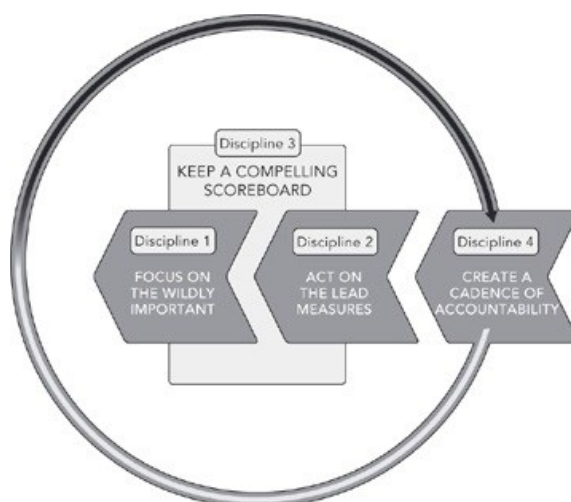 Discipline 3
KEEP A COMPELLING
SCOREBOARD
Discipline 1
FOCUS ON
THE WILDLY
IMPORTANT
Discipline 2
ACT ON
THE LEAD
MEASURES
Discipline 4
CREATE A
CADENCE OF
ACCOUNTABILITY